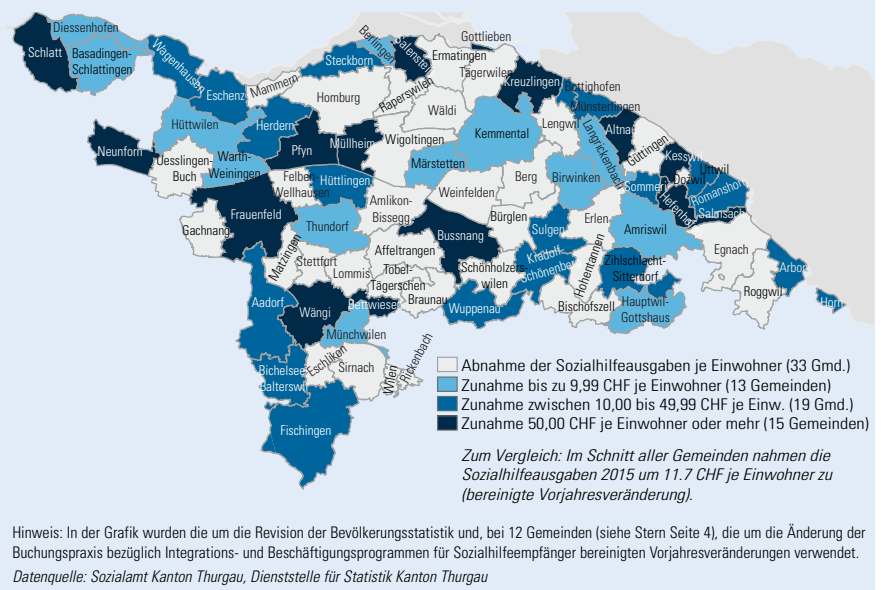 Diessenhofen
Schlatt
Basadingen-
Schlattingen
Wagenhausen
Eschenz
Mammern
Steckborn
Berlingen
Salenstein
Ermatingen
Gottlieben
Tägerwilen
Kreuzlingen
Bottighofen
Münsterlingen
Homburg
Raperswilen
Wäldi
Kemmental
Lengwil
Langrickenbach
Altnau
Güttingen
Kesswil
Uttwil
Dozwil
Romanshorn
Salmsach
Hefenhofen
Sommeri
Hüttwilen
Herdern
Pfyn
Müllheim
Wigoltingen
Märstetten
Neunforn
Uesslingen-
Buch
Warth-
Weiningen
Felben
Wellhausen
Hüttlingen
Weinfelden
Berg
Birwinken
Frauenfeld
Gachnang
Thundorf
Amlikon-
Bissegg
Bussnang
Bürglen
Sulgen
Erlen
Amriswil
Egnach
Matzingen
Stettfurt
Lommis
Affeltrangen
Tobel-
Tägerschen
Braunau
Schönholzers-
wilen
Kradolf-
Schönenberg
Hohentannen
Zihlschlacht-
Sitterdorf
Arbon
Roggwil
Horn
Aadorf
Wängi
Bettwiesen
Münchwilen
Wuppenau
Bischofszell
Hauptwil-
Gottshaus
Bichelsee-
Balterswil
Eschlikon
Sirnach
Wilen
Rickenbach
Fischingen
Abnahme der Sozialhilfeausgaben je Einwohner (33 Gmd.)
Zunahme bis zu 9,99 CHF je Einwohner (13 Gemeinden)
Zunahme zwischen 10,00 bis 49,99 CHF je Einw. (19 Gmd.)
Zunahme 50,00 CHF je Einwohner oder mehr (15 Gemeinden)
Zum Vergleich: Im Schnitt aller Gemeinden nahmen die
Sozialhilfeausgaben 2015 um 11.7 CHF je Einwohner zu
(bereinigte Vorjahresveränderung).
Hinweis: In der Grafik wurden die um die Revision der Bevölkerungsstatistik und, bei 12 Gemeinden (siehe Stern Seite 4), die um die Änderung der
Buchungspraxis bezüglich Integrations- und Beschäftigungsprogrammen für Sozialhilfeempfänger bereinigten Vorjahresveränderungen verwendet.
Datenquelle: Sozialamt Kanton Thurgau, Dienststelle für Statistik Kanton Thurgau